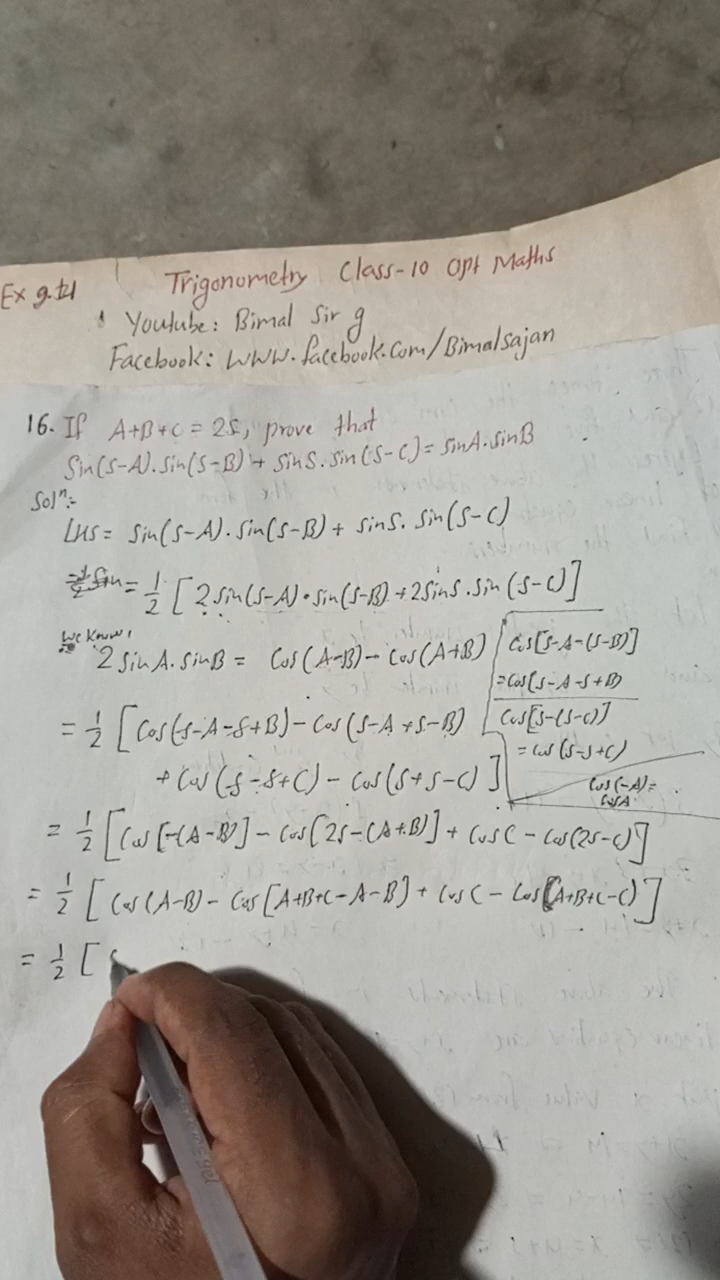 Trigonometry Class-10 Opt Maths
Ex 9.
Youtube: Bimal Sir g
Facebook: WWW.facebook.com/Bimalsajan
16. If A+B+C = 2S, prove that
Sin(S-A).Sin(S-B) + SinS.Sin(S-C) = SinA.SinB
Solⁿ:-
LHS = Sin(S-A).Sin(S-B) + SinS. Sin(S-C)
= 1/2 [2 Sin(S-A).Sin(S-B) + 2SinS.Sin(S-C)]
We know,
2 SinA.SinB = Cos(A-B) - Cos(A+B)
Cos[S-A-(S-B)]
= Cos(S-A-S+B)
Cos[S-(S-C)]
= Cos(S-S+C)
Cos(-A) =
CosA
= 1/2 [Cos(S-A-S+B) - Cos(S-A+S-B)
+ Cos(S-S+C) - Cos(S+S-C)]
= 1/2 [Cos[-(A-B)] - Cos[2S-(A+B)] + CosC - Cos(2S-C)]
= 1/2 [Cos(A-B) - Cos[A+B+C-A-B] + CosC - Cos[A+B+C-C)]
= 1/2 [